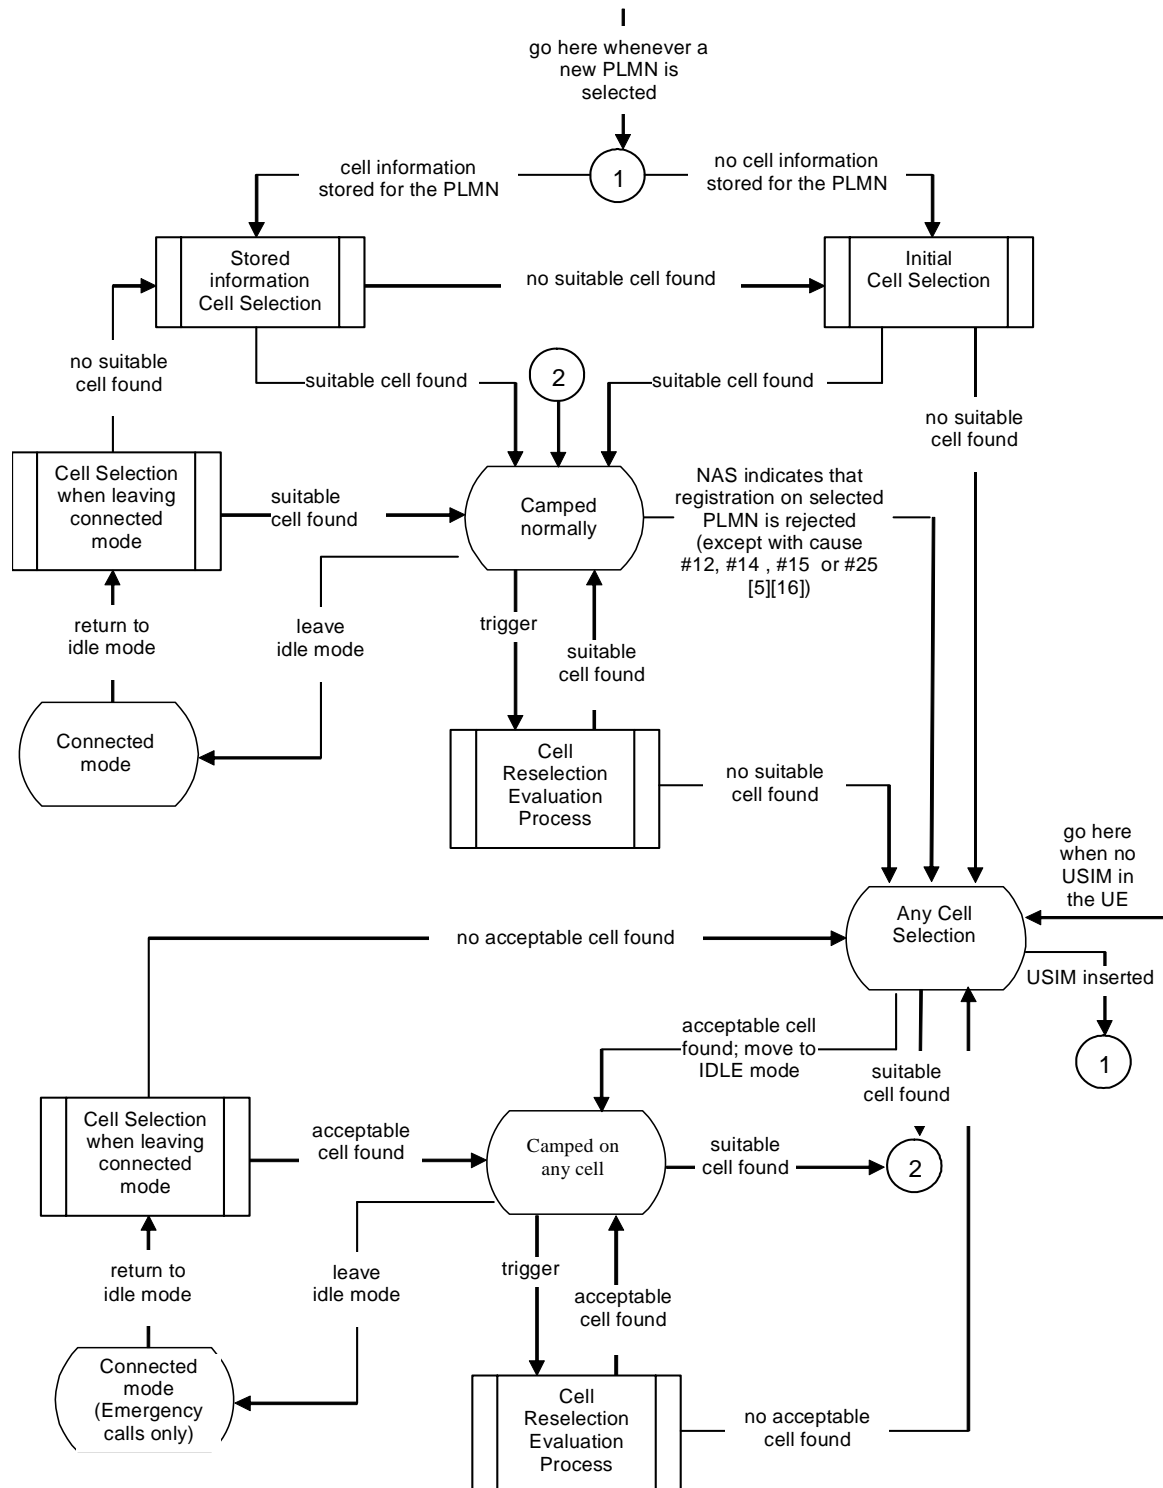 go here whenever a
new PLMN is
selected
cell information
stored for the PLMN
1
no cell information
stored for the PLMN
Stored
information
Cell Selection
no suitable cell found
Initial
Cell Selection
no suitable
cell found
suitable cell found
2
suitable cell found
no suitable
cell found
Cell Selection
when leaving
connected
mode
suitable
cell found
Camped
normally
NAS indicates that
registration on selected
PLMN is rejected
(except with cause
#12, #14 , #15 or #25
[5][16])
return to
idle mode
leave
idle mode
trigger
suitable
cell found
Connected
mode
Cell
Reselection
Evaluation
Process
no suitable
cell found
go here
when no
USIM in
the UE
Any Cell
Selection
no acceptable cell found
USIM inserted
acceptable cell
found; move to
IDLE mode
suitable
cell found
1
Cell Selection
when leaving
connected
mode
acceptable
cell found
Camped on
any cell
suitable
cell found
2
return to
idle mode
leave
idle mode
trigger
acceptable
cell found
Connected
mode
(Emergency
calls only)
Cell
Reselection
Evaluation
Process
no acceptable
cell found